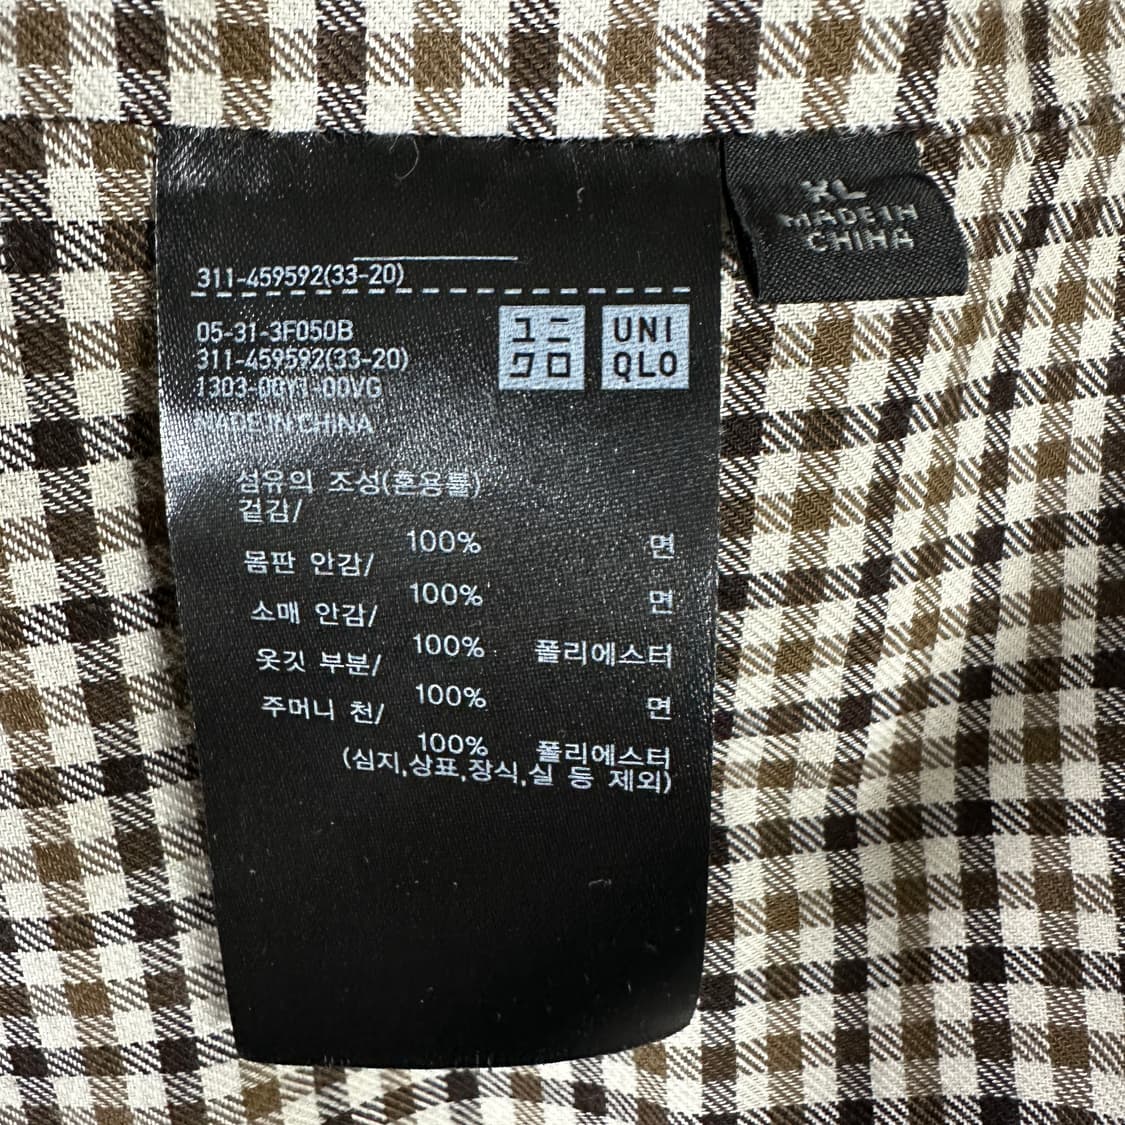 311-459592(33-20)
05-31-3F050B
311-459592(33-20)
1303-00Y1-00VG
MADE IN CHINA
ユニ
クロ
UNI
QLO
XL
MADE IN
CHINA
섬유의 조성(혼용률)
겉감/
100% 면
몸판 안감/
100% 면
소매 안감/
100% 폴리에스터
옷깃 부분/
100% 면
주머니 천/
100% 폴리에스터
(심지,상표,장식,실 등 제외)